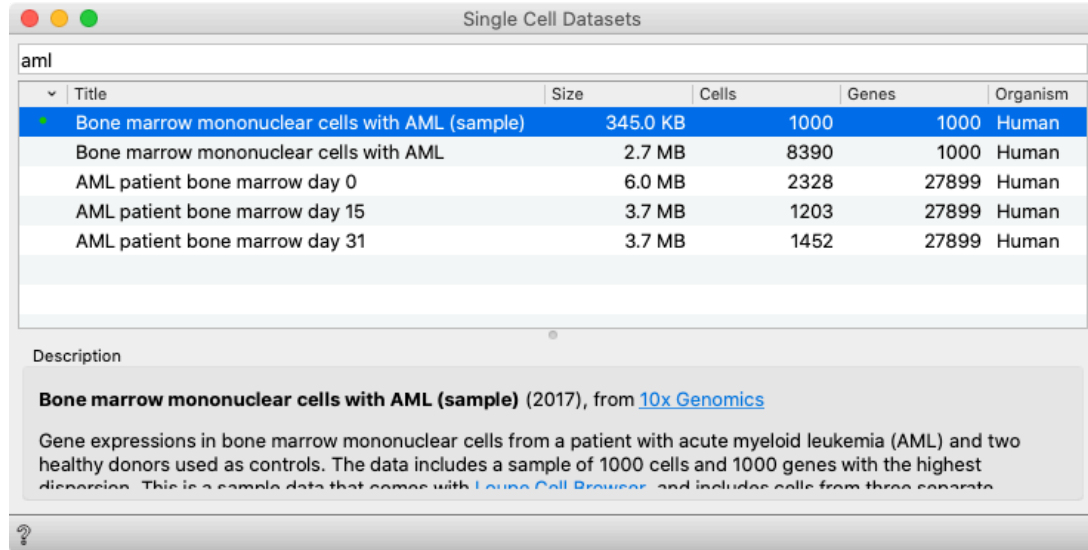 Single Cell Datasets
aml
Title Size Cells Genes Organism
Bone marrow mononuclear cells with AML (sample) 345.0 KB 1000 1000 Human
Bone marrow mononuclear cells with AML 2.7 MB 8390 1000 Human
AML patient bone marrow day 0 6.0 MB 2328 27899 Human
AML patient bone marrow day 15 3.7 MB 1203 27899 Human
AML patient bone marrow day 31 3.7 MB 1452 27899 Human
Description
Bone marrow mononuclear cells with AML (sample) (2017), from 10x Genomics
Gene expressions in bone marrow mononuclear cells from a patient with acute myeloid leukemia (AML) and two
healthy donors used as controls. The data includes a sample of 1000 cells and 1000 genes with the highest
dispersion. This is a sample data that comes with Loupe Cell Browser, and includes cells from three separate
?